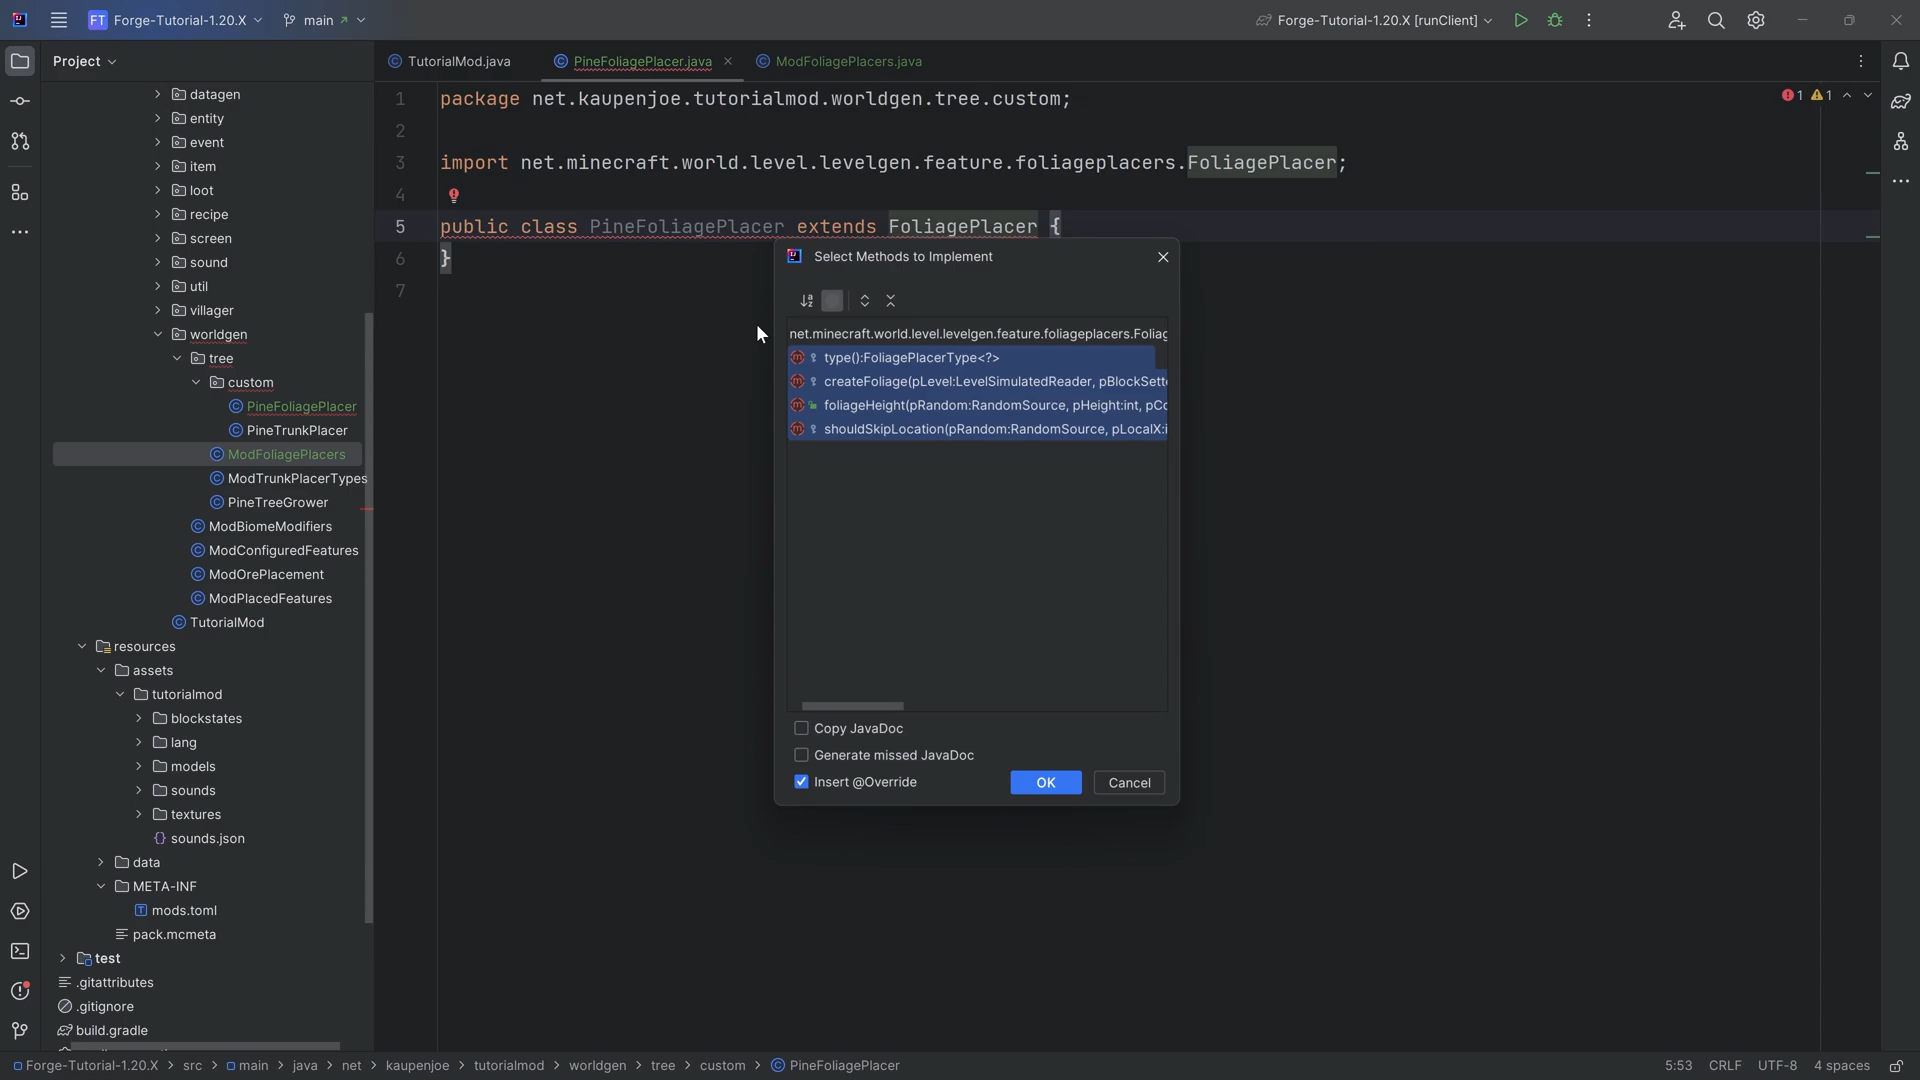 FT Forge-Tutorial-1.20.X main Forge-Tutorial-1.20.X [runClient]
Project
TutorialMod.java PineFoliagePlacer.java ModFoliagePlacers.java
datagen
entity
event
item
loot
recipe
screen
sound
util
villager
worldgen
tree
custom
PineFoliagePlacer
PineTrunkPlacer
ModFoliagePlacers
ModTrunkPlacerTypes
PineTreeGrower
ModBiomeModifiers
ModConfiguredFeatures
ModOrePlacement
ModPlacedFeatures
TutorialMod
resources
assets
tutorialmod
blockstates
lang
models
sounds
textures
sounds.json
data
META-INF
mods.toml
pack.mcmeta
test
.gitattributes
.gitignore
build.gradle
1 package net.kaupenjoe.tutorialmod.worldgen.tree.custom;
1 1
2
3 import net.minecraft.world.level.levelgen.feature.foliageplacers.FoliagePlacer;
4
5 public class PineFoliagePlacer extends FoliagePlacer {
6 }
7
Select Methods to Implement
net.minecraft.world.level.levelgen.feature.foliageplacers.Foliag
type():FoliagePlacerType<?>
createFoliage(pLevel:LevelSimulatedReader, pBlockSette
foliageHeight(pRandom:RandomSource, pHeight:int, pCo
shouldSkipLocation(pRandom:RandomSource, pLocalX:i
Copy JavaDoc
Generate missed JavaDoc
Insert @Override
OK Cancel
Forge-Tutorial-1.20.X > src > main > java > net > kaupenjoe > tutorialmod > worldgen > tree > custom > PineFoliagePlacer
5:53 CRLF UTF-8 4 spaces